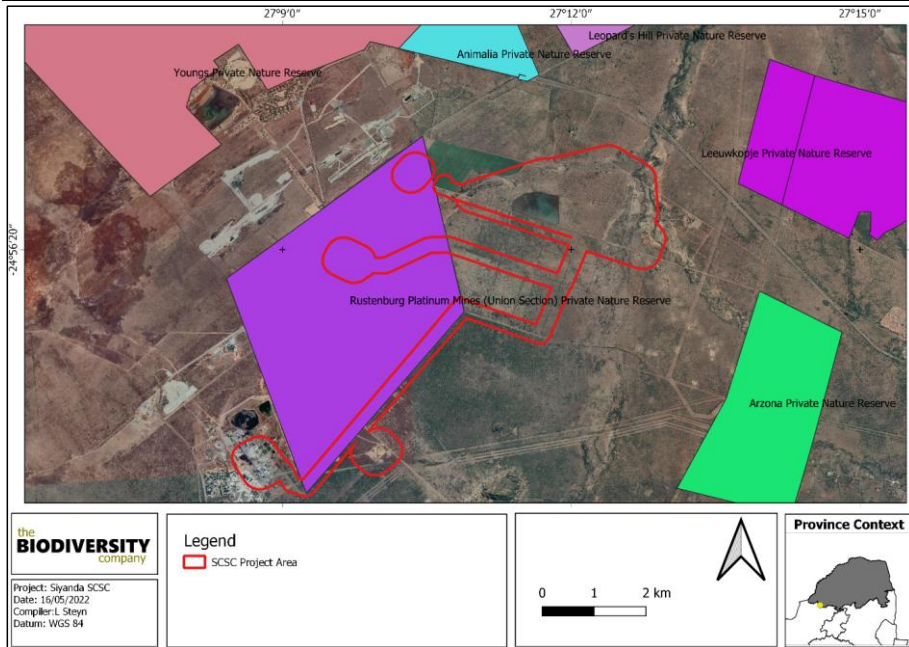 27°9'0"
27°12'0"
27°15'0"
Leopard's Hill Private Nature Reserve
Animalia Private Nature Reserve
Youngs Private Nature Reserve
Leeuwkopje Private Nature Reserve
-24°56'20"
Rustenburg Platinum Mines (Union Section) Private Nature Reserve
Arzona Private Nature Reserve
the
BIODIVERSITY
company
Project: Siyanda SCSC
Date: 16/05/2022
Compiler:L Steyn
Datum: WGS 84
Legend
SCSC Project Area
0 1 2 km
Province Context